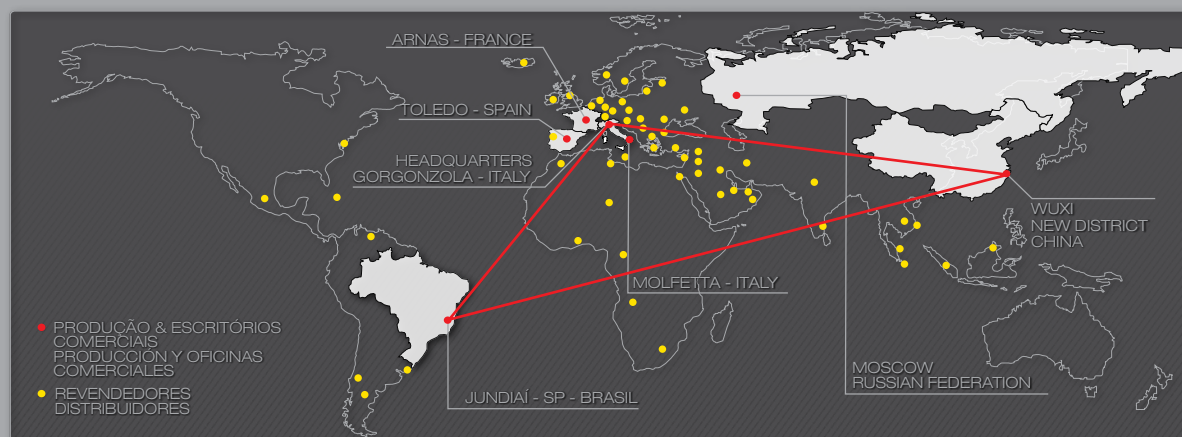 ARNAS - FRANCE
TOLEDO - SPAIN
HEADQUARTERS
GORGONZOLA - ITALY
WUXI
NEW DISTRICT
CHINA
MOLFETTA - ITALY
MOSCOW
RUSSIAN FEDERATION
JUNDIAÍ - SP - BRASIL
PRODUÇÃO & ESCRITÓRIOS
COMERCIAIS
PRODUCCIÓN Y OFICINAS
COMERCIALES
REVENDEDORES
DISTRIBUIDORES